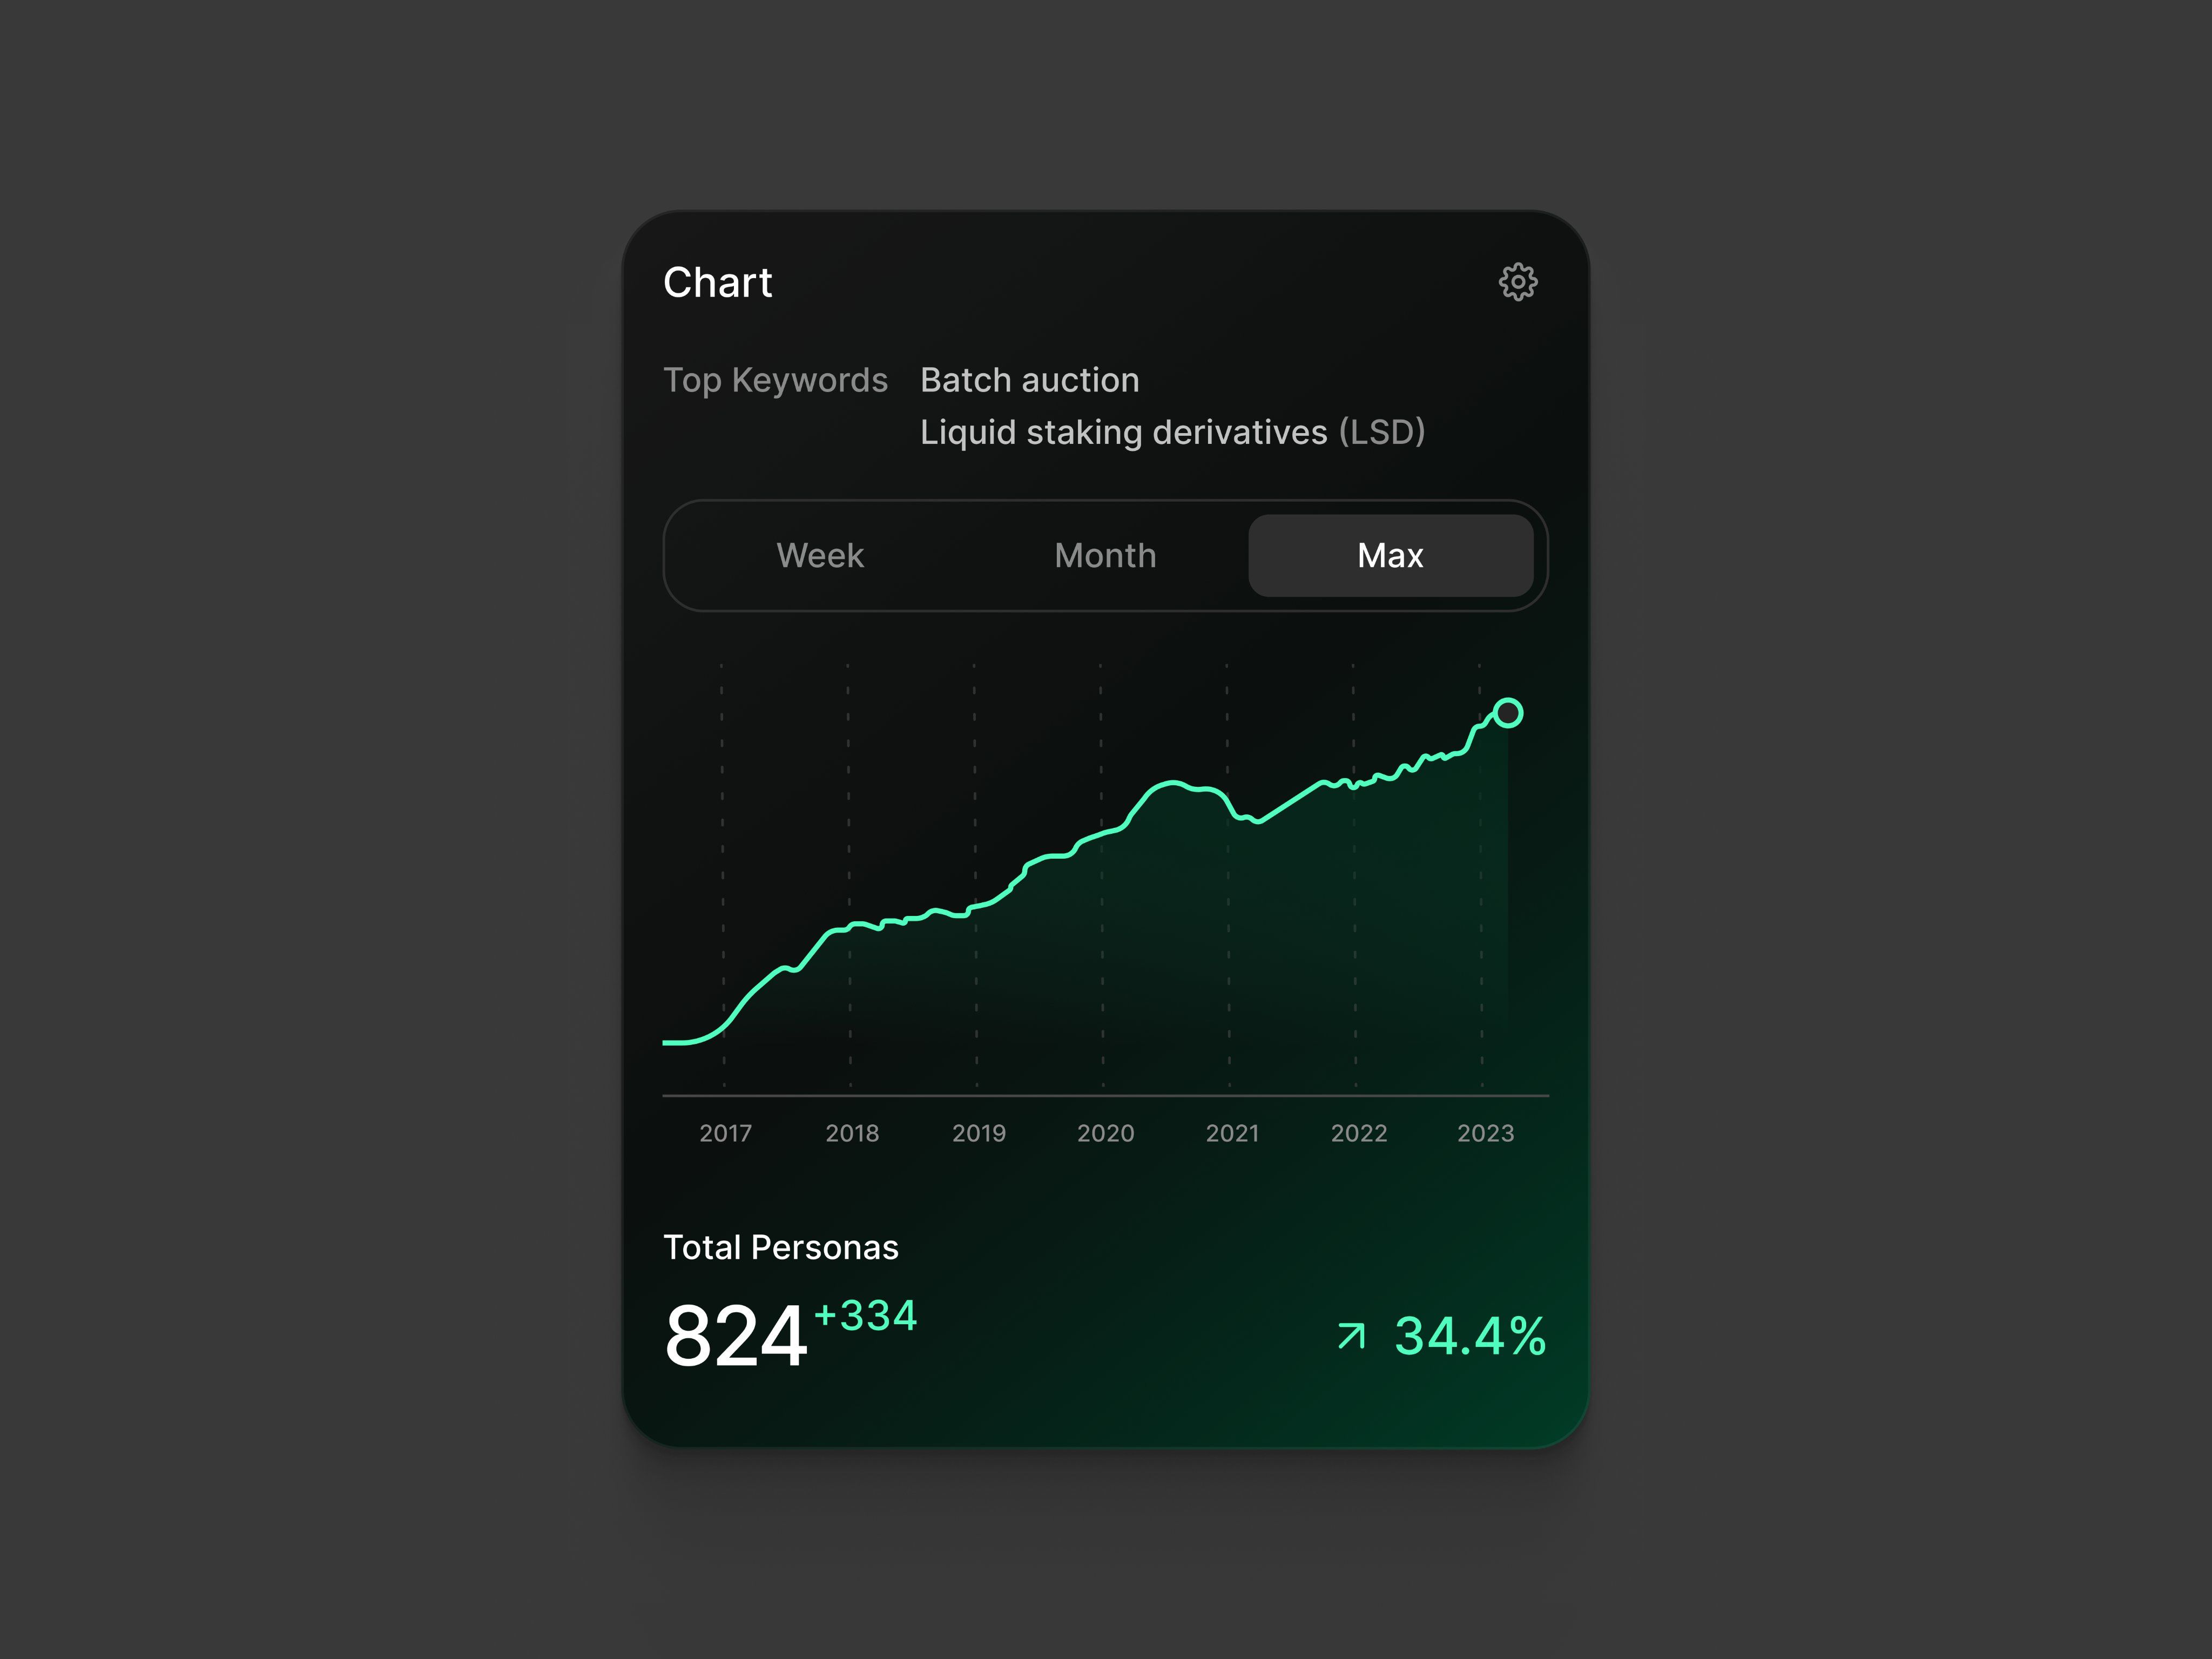 Chart
Top Keywords Batch auction
Liquid staking derivatives (LSD)
Week Month Max
2017 2018 2019 2020 2021 2022 2023
Total Personas
824 +334 34.4%